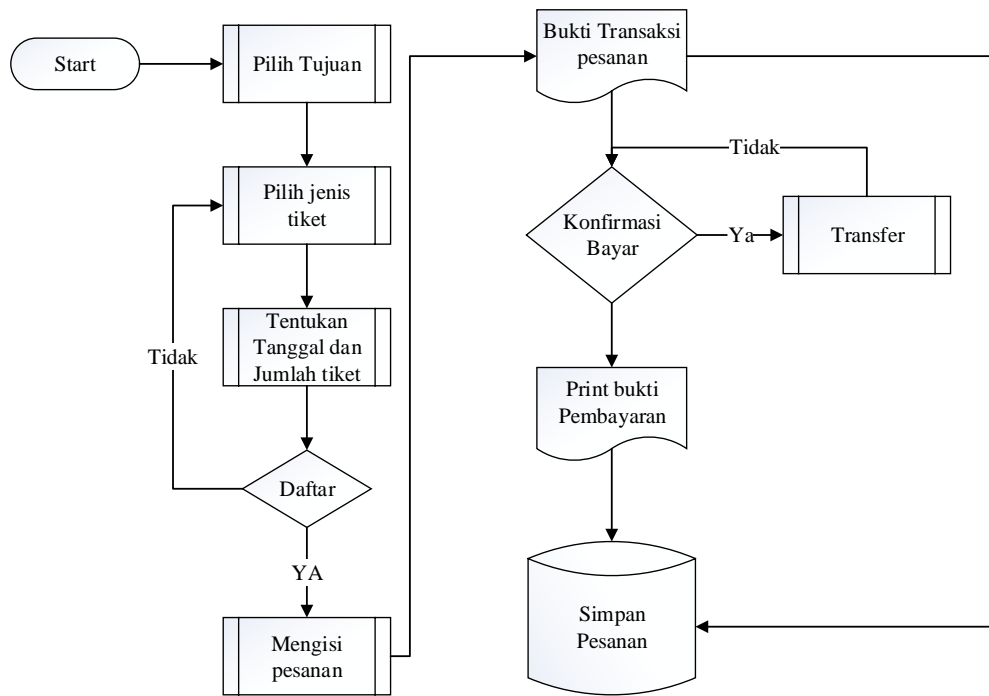 Start
Pilih Tujuan
Pilih jenis
tiket
Tentukan
Tanggal dan
Jumlah tiket
Tidak
Daftar
YA
Mengisi
pesanan
Bukti Transaksi
pesanan
Tidak
Konfirmasi
Bayar
Ya
Transfer
Print bukti
Pembayaran
Simpan
Pesanan